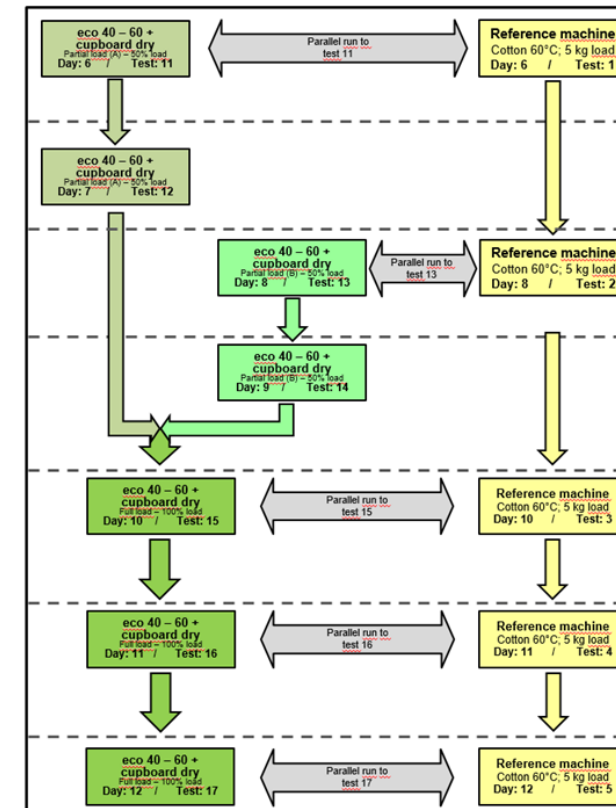 eco 40 – 60 +
cupboard dry
Partial load (A) – 50% load
Day: 6 / Test: 11
Parallel run to
test 11
Reference machine
Cotton 60°C; 5 kg load
Day: 6 / Test: 1
eco 40 – 60 +
cupboard dry
Partial load (A) – 50% load
Day: 7 / Test: 12
eco 40 – 60 +
cupboard dry
Partial load (B) – 50% load
Day: 8 / Test: 13
Parallel run to
test 13
Reference machine
Cotton 60°C; 5 kg load
Day: 8 / Test: 2
eco 40 – 60 +
cupboard dry
Partial load (B) – 50% load
Day: 9 / Test: 14
eco 40 – 60 +
cupboard dry
Full load – 100% load
Day: 10 / Test: 15
Parallel run to
test 15
Reference machine
Cotton 60°C; 5 kg load
Day: 10 / Test: 3
eco 40 – 60 +
cupboard dry
Full load – 100% load
Day: 11 / Test: 16
Parallel run to
test 16
Reference machine
Cotton 60°C; 5 kg load
Day: 11 / Test: 4
eco 40 – 60 +
cupboard dry
Full load – 100% load
Day: 12 / Test: 17
Parallel run to
test 17
Reference machine
Cotton 60°C; 5 kg load
Day: 12 / Test: 3